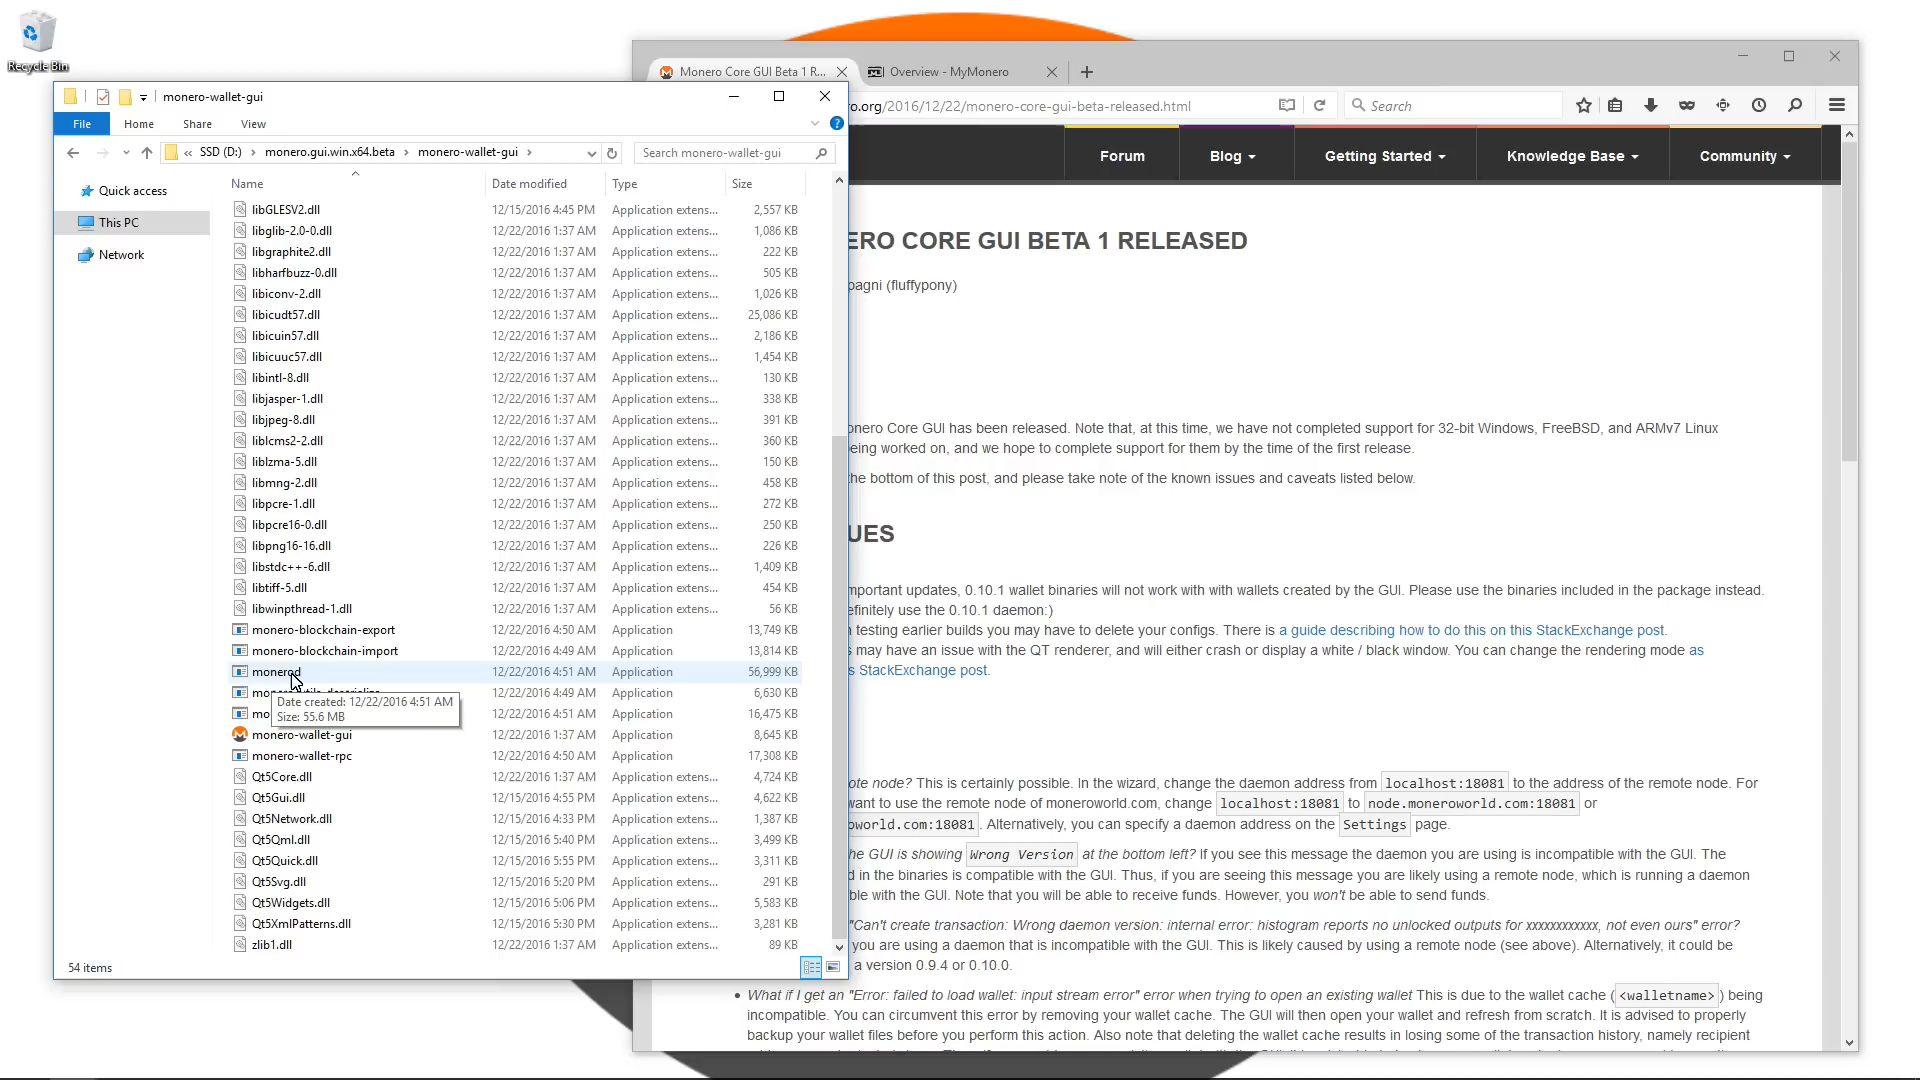 Recycle Bin
monero-wallet-gui
File
Home
Share
View
« SSD (D:) › monero.gui.win.x64.beta › monero-wallet-gui ›
Search monero-wallet-gui
Quick access
This PC
Network
Name Date modified Type Size
libGLESV2.dll 12/15/2016 4:45 PM Application extens... 2,557 KB
libglib-2.0-0.dll 12/22/2016 1:37 AM Application extens... 1,086 KB
libgraphite2.dll 12/22/2016 1:37 AM Application extens... 222 KB
libharfbuzz-0.dll 12/22/2016 1:37 AM Application extens... 505 KB
libiconv-2.dll 12/22/2016 1:37 AM Application extens... 1,026 KB
libicudt57.dll 12/22/2016 1:37 AM Application extens... 25,086 KB
libicuin57.dll 12/22/2016 1:37 AM Application extens... 2,186 KB
libicuuc57.dll 12/22/2016 1:37 AM Application extens... 1,454 KB
libintl-8.dll 12/22/2016 1:37 AM Application extens... 130 KB
libjasper-1.dll 12/22/2016 1:37 AM Application extens... 338 KB
libjpeg-8.dll 12/22/2016 1:37 AM Application extens... 391 KB
liblcms2-2.dll 12/22/2016 1:37 AM Application extens... 360 KB
liblzma-5.dll 12/22/2016 1:37 AM Application extens... 150 KB
libmng-2.dll 12/22/2016 1:37 AM Application extens... 458 KB
libpcre-1.dll 12/22/2016 1:37 AM Application extens... 272 KB
libpcre16-0.dll 12/22/2016 1:37 AM Application extens... 250 KB
libpng16-16.dll 12/22/2016 1:37 AM Application extens... 226 KB
libstdc++-6.dll 12/22/2016 1:37 AM Application extens... 1,409 KB
libtiff-5.dll 12/22/2016 1:37 AM Application extens... 454 KB
libwinpthread-1.dll 12/22/2016 1:37 AM Application extens... 56 KB
monero-blockchain-export 12/22/2016 4:50 AM Application 13,749 KB
monero-blockchain-import 12/22/2016 4:49 AM Application 13,814 KB
monerod 12/22/2016 4:51 AM Application 56,999 KB
12/22/2016 4:49 AM Application 6,630 KB
Date created: 12/22/2016 4:51 AM
Size: 55.6 MB
mo 12/22/2016 4:51 AM Application 16,475 KB
monero-wallet-gui 12/22/2016 1:37 AM Application 8,645 KB
monero-wallet-rpc 12/22/2016 4:50 AM Application 17,308 KB
Qt5Core.dll 12/22/2016 1:37 AM Application extens... 4,724 KB
Qt5Gui.dll 12/15/2016 4:55 PM Application extens... 4,622 KB
Qt5Network.dll 12/15/2016 4:33 PM Application extens... 1,387 KB
Qt5Qml.dll 12/15/2016 5:40 PM Application extens... 3,499 KB
Qt5Quick.dll 12/15/2016 5:55 PM Application extens... 3,311 KB
Qt5Svg.dll 12/15/2016 5:20 PM Application extens... 291 KB
Qt5Widgets.dll 12/15/2016 5:06 PM Application extens... 5,583 KB
Qt5XmlPatterns.dll 12/15/2016 5:30 PM Application extens... 3,281 KB
zlib1.dll 12/22/2016 1:37 AM Application extens... 89 KB
54 items
Monero Core GUI Beta 1 R...
Overview - MyMonero
ro.org/2016/12/22/monero-core-gui-beta-released.html
Search
Forum
Blog
Getting Started
Knowledge Base
Community
ERO CORE GUI BETA 1 RELEASED
pagni (fluffypony)
onero Core GUI has been released. Note that, at this time, we have not completed support for 32-bit Windows, FreeBSD, and ARMv7 Linux
eing worked on, and we hope to complete support for them by the time of the first release.
he bottom of this post, and please take note of the known issues and caveats listed below.
UES
mportant updates, 0.10.1 wallet binaries will not work with with wallets created by the GUI. Please use the binaries included in the package instead.
efinitely use the 0.10.1 daemon:)
n testing earlier builds you may have to delete your configs. There is a guide describing how to do this on this StackExchange post.
s may have an issue with the QT renderer, and will either crash or display a white / black window. You can change the rendering mode as
s StackExchange post.
ote node? This is certainly possible. In the wizard, change the daemon address from localhost:18081 to the address of the remote node. For
want to use the remote node of moneroworld.com, change localhost:18081 to node.moneroworld.com:18081 or
oworld.com:18081 . Alternatively, you can specify a daemon address on the Settings page.
he GUI is showing Wrong Version at the bottom left? If you see this message the daemon you are using is incompatible with the GUI. The
d in the binaries is compatible with the GUI. Thus, if you are seeing this message you are likely using a remote node, which is running a daemon
ble with the GUI. Note that you will be able to receive funds. However, you won't be able to send funds.
"Can't create transaction: Wrong daemon version: internal error: histogram reports no unlocked outputs for xxxxxxxxxxxx, not even ours" error?
you are using a daemon that is incompatible with the GUI. This is likely caused by using a remote node (see above). Alternatively, it could be
a version 0.9.4 or 0.10.0.
• What if I get an "Error: failed to load wallet: input stream error" error when trying to open an existing wallet This is due to the wallet cache ( <walletname> ) being
incompatible. You can circumvent this error by removing your wallet cache. The GUI will then open your wallet and refresh from scratch. It is advised to properly
backup your wallet files before you perform this action. Also note that deleting the wallet cache results in losing some of the transaction history, namely recipient